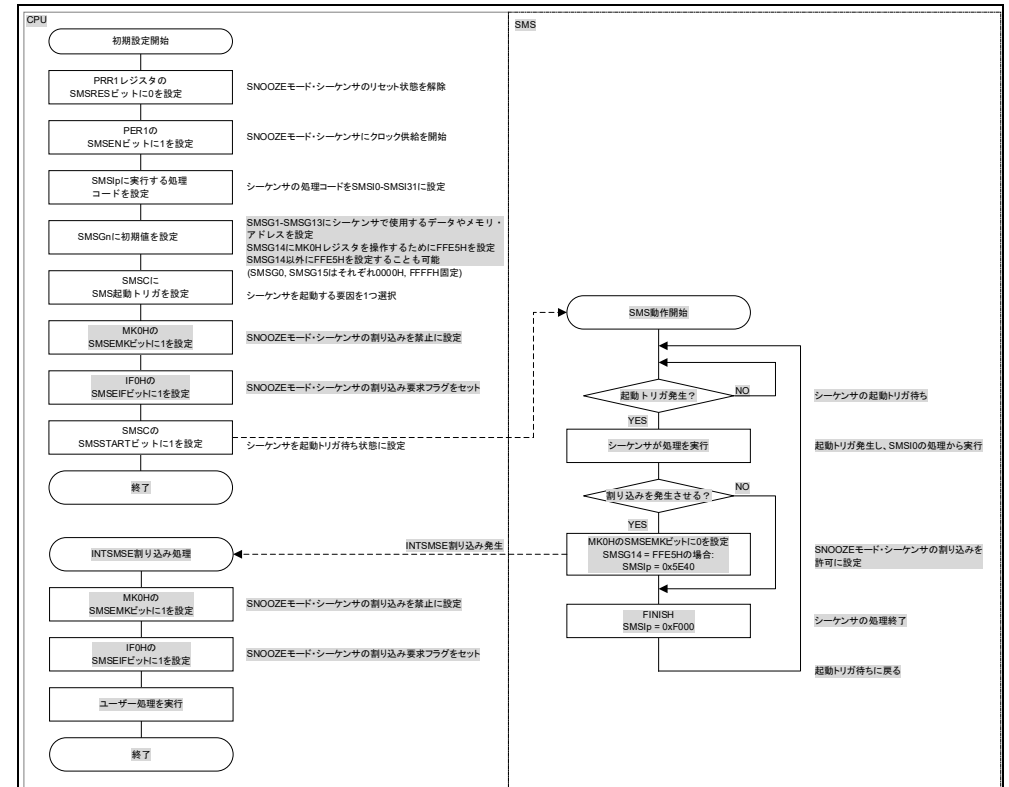 CPU
初期設定開始
PRR1レジスタの
SMSRESビットに0を設定
SNOOZEモード・シーケンサのリセット状態を解除
PER1の
SMSENビットに1を設定
SNOOZEモード・シーケンサにクロック供給を開始
SMSIpに実行する処理
コードを設定
シーケンサの処理コードをSMSI0-SMSI31に設定
SMSGnに初期値を設定
SMSG1-SMSG13にシーケンサで使用するデータやメモリ・
アドレスを設定
SMSG14にMK0Hレジスタを操作するためにFFE5Hを設定
SMSG14以外にFFE5Hを設定することも可能
(SMSG0, SMSG15はそれぞれ0000H, FFFFH固定)
SMSCに
SMS起動トリガを設定
シーケンサを起動する要因を1つ選択
MK0Hの
SMSEMKビットに1を設定
SNOOZEモード・シーケンサの割り込みを禁止に設定
IF0Hの
SMSEIFビットに1を設定
SNOOZEモード・シーケンサの割り込み要求フラグをセット
SMSCの
SMSSTARTビットに1を設定
シーケンサを起動トリガ待ち状態に設定
終了
INTSMSE割り込み処理
MK0Hの
SMSEMKビットに1を設定
SNOOZEモード・シーケンサの割り込みを禁止に設定
IF0Hの
SMSEIFビットに1を設定
SNOOZEモード・シーケンサの割り込み要求フラグをセット
ユーザー処理を実行
終了
SMS
SMS動作開始
起動トリガ発生？
NO
シーケンサの起動トリガ待ち
YES
シーケンサが処理を実行
起動トリガ発生し、SMSI0の処理から実行
割り込みを発生させる？
NO
YES
INTSMSE割り込み発生
MK0HのSMSEMKビットに0を設定
SMSG14 = FFE5Hの場合:
SMSIp = 0x5E40
SNOOZEモード・シーケンサの割り込みを
許可に設定
FINISH
SMSIp = 0xF000
シーケンサの処理終了
起動トリガ待ちに戻る